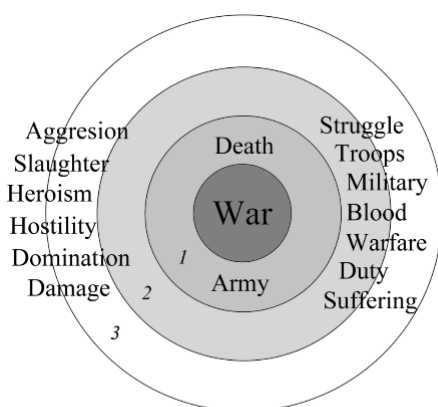 Aggresion
Slaughter
Heroism
Hostility
Domination
Damage
Death
War
Army
1
2
3
Struggle
Troops
Military
Blood
Warfare
Duty
Suffering